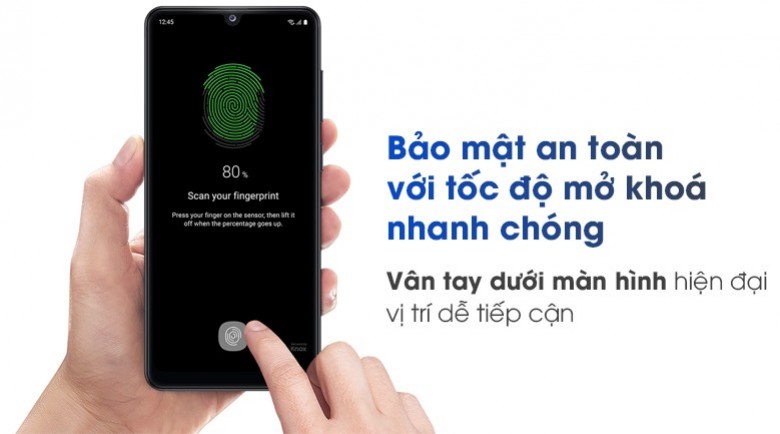 12:45
80%
Scan your fingerprint
Press your finger on the sensor, then lift it
off when the percentage goes up.
Bảo mật an toàn
với tốc độ mở khoá
nhanh chóng
Vân tay dưới màn hình hiện đại
vị trí dễ tiếp cận
Knox